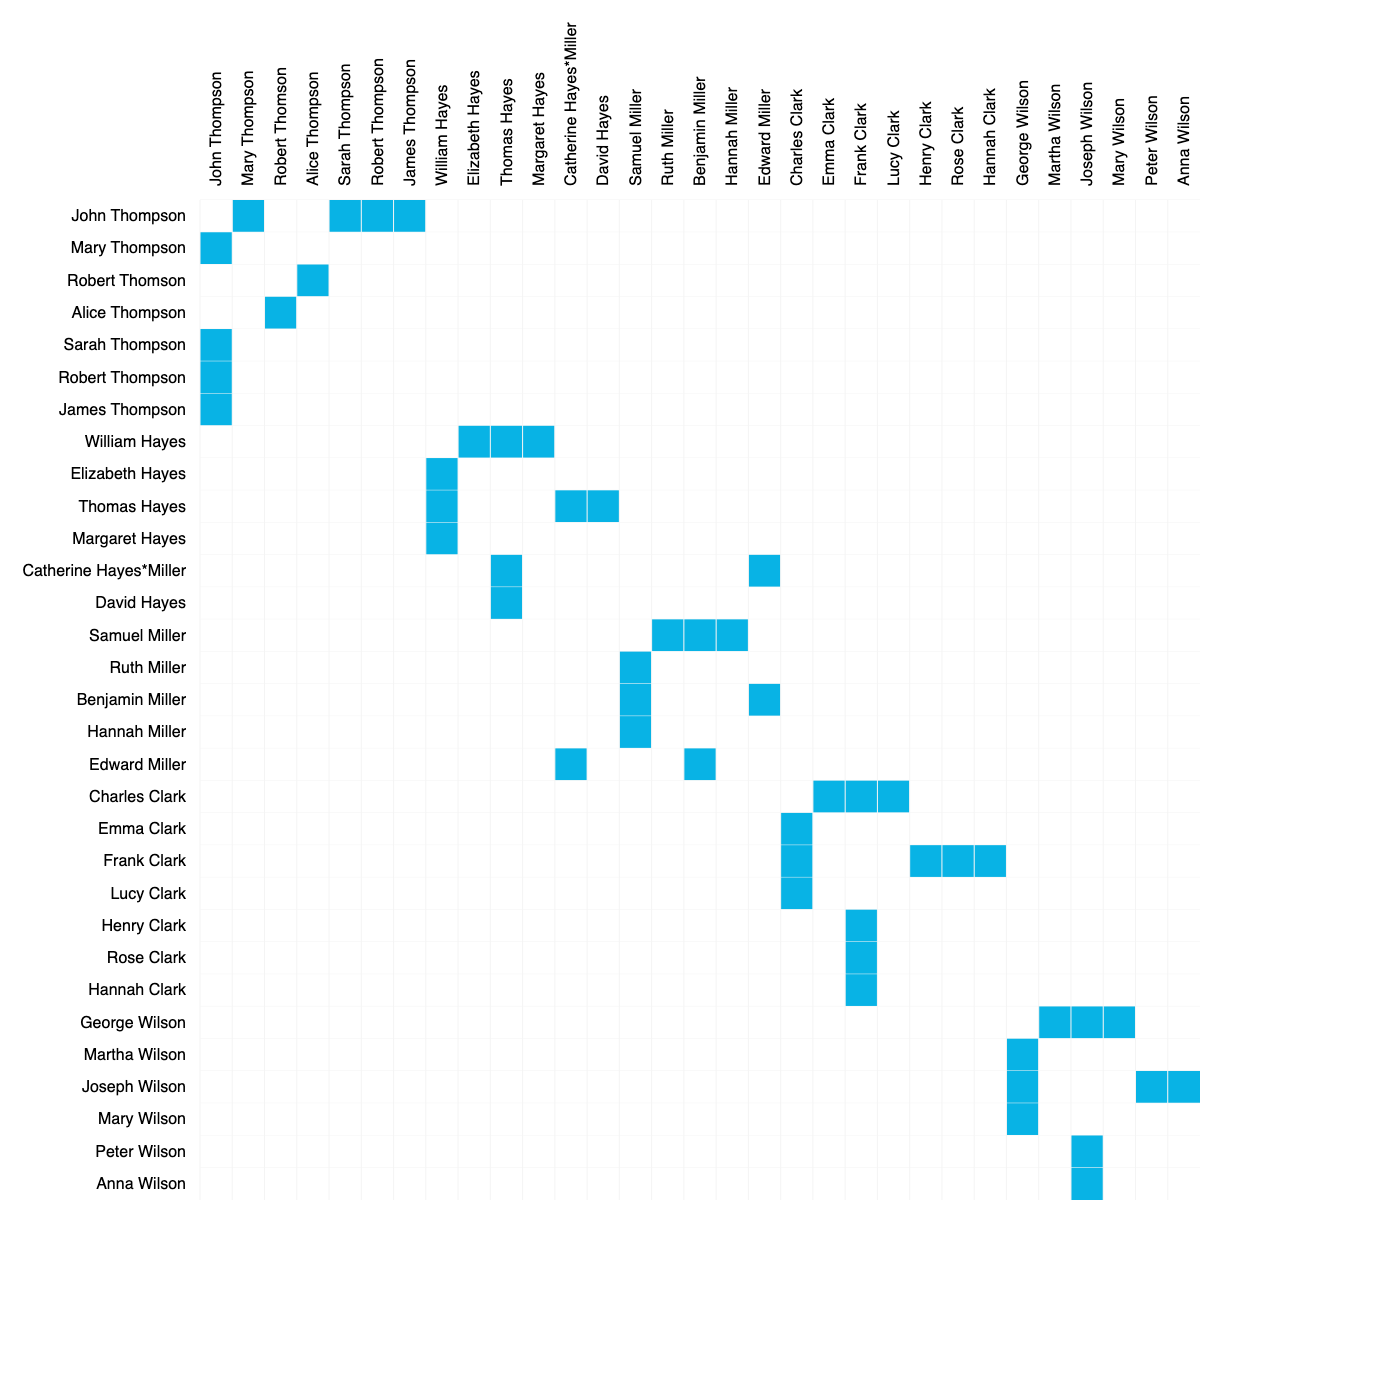 John Thompson
Mary Thompson
Robert Thomson
Alice Thompson
Sarah Thompson
Robert Thompson
James Thompson
William Hayes
Elizabeth Hayes
Thomas Hayes
Margaret Hayes
Catherine Hayes*Miller
David Hayes
Samuel Miller
Ruth Miller
Benjamin Miller
Hannah Miller
Edward Miller
Charles Clark
Emma Clark
Frank Clark
Lucy Clark
Henry Clark
Rose Clark
Hannah Clark
George Wilson
Martha Wilson
Joseph Wilson
Mary Wilson
Peter Wilson
Anna Wilson
John Thompson
Mary Thompson
Robert Thomson
Alice Thompson
Sarah Thompson
Robert Thompson
James Thompson
William Hayes
Elizabeth Hayes
Thomas Hayes
Margaret Hayes
Catherine Hayes*Miller
David Hayes
Samuel Miller
Ruth Miller
Benjamin Miller
Hannah Miller
Edward Miller
Charles Clark
Emma Clark
Frank Clark
Lucy Clark
Henry Clark
Rose Clark
Hannah Clark
George Wilson
Martha Wilson
Joseph Wilson
Mary Wilson
Peter Wilson
Anna Wilson